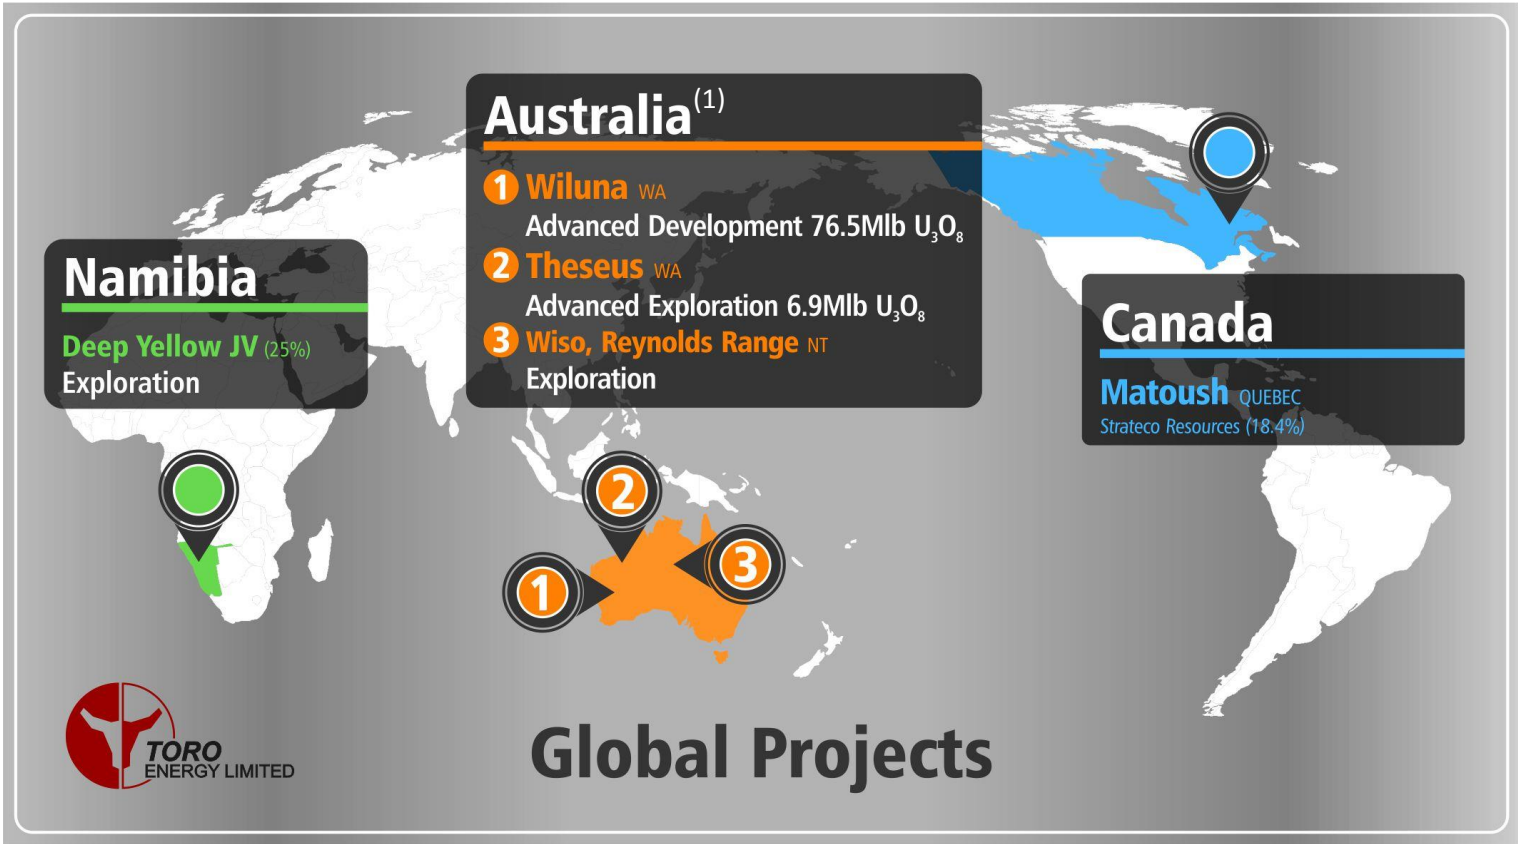 Australia(1)
1 Wiluna WA
Advanced Development 76.5Mlb U₃O₈
2 Theseus WA
Advanced Exploration 6.9Mlb U₃O₈
3 Wiso, Reynolds Range NT
Exploration
Namibia
Deep Yellow JV (25%)
Exploration
Canada
Matoush QUEBEC
Strateco Resources (18.4%)
2
3
1
TORO
ENERGY LIMITED
Global Projects